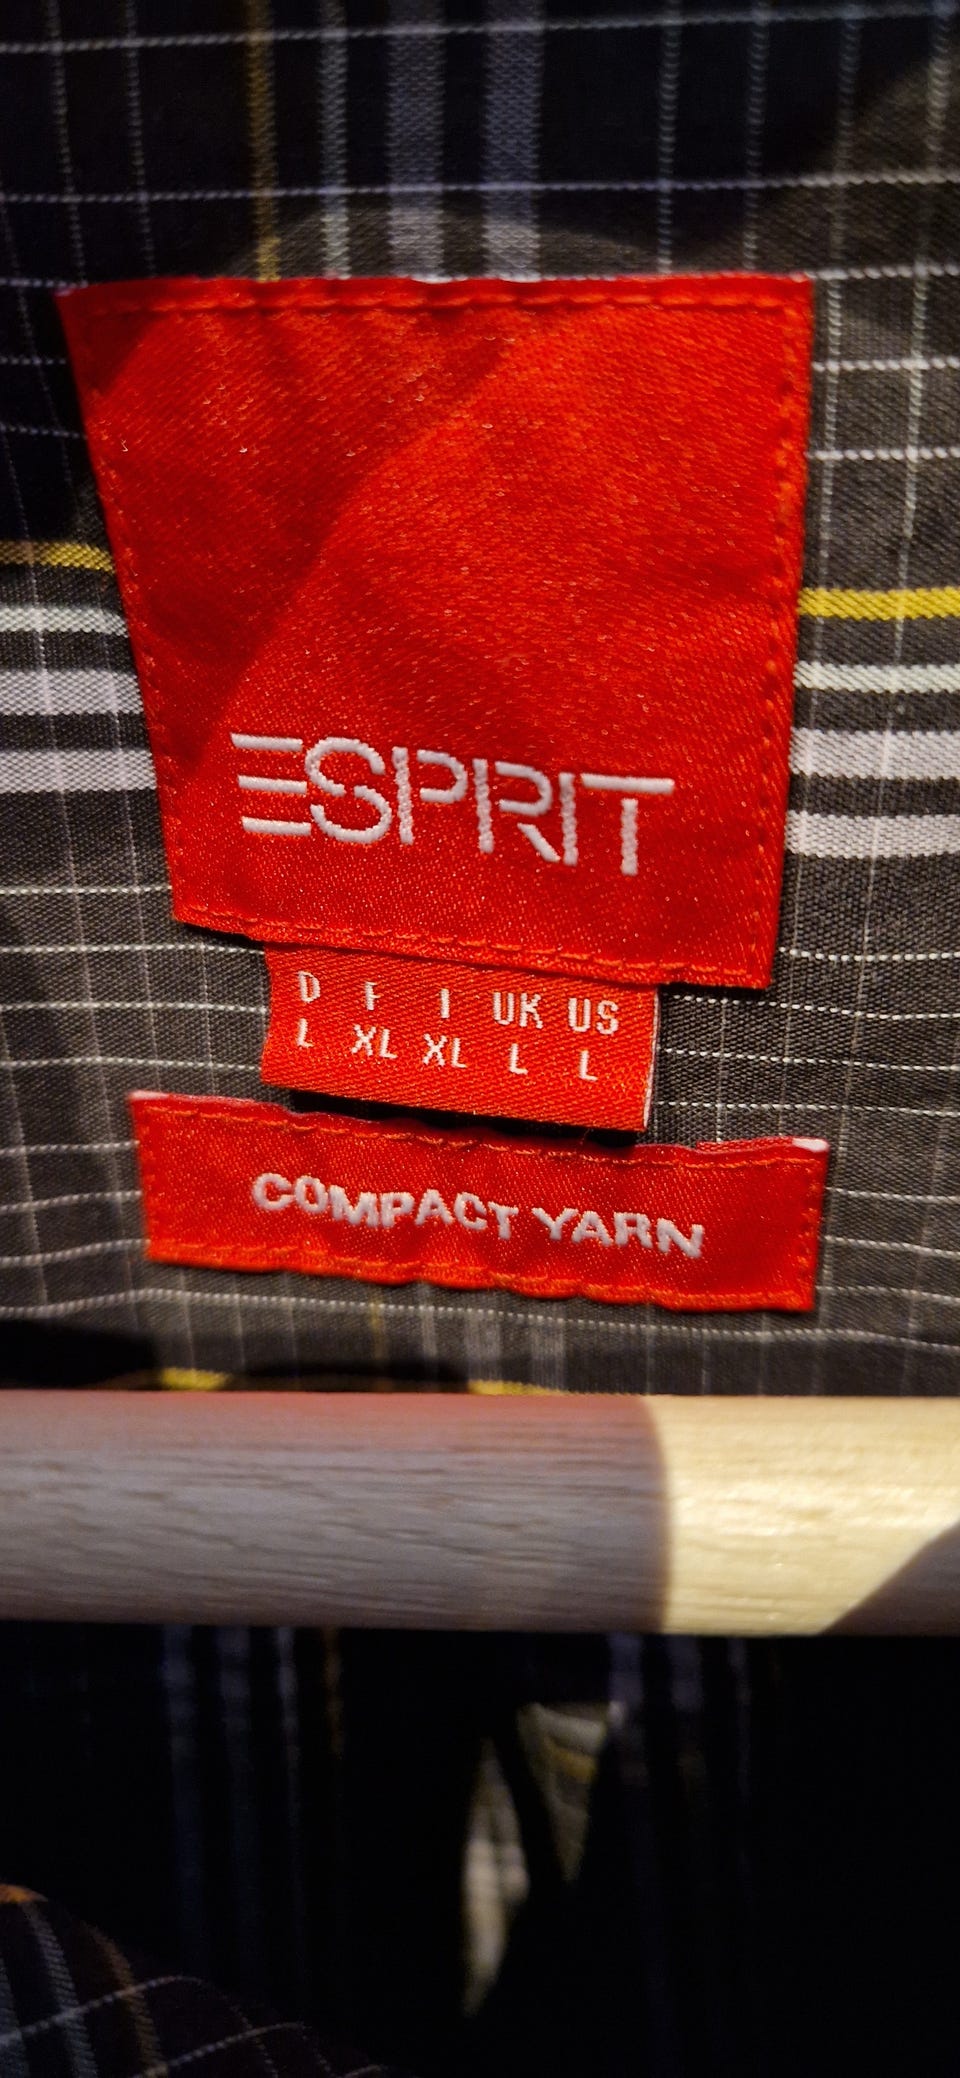 ESPRIT
D F I UK US
L XL XL L L
COMPACT YARN